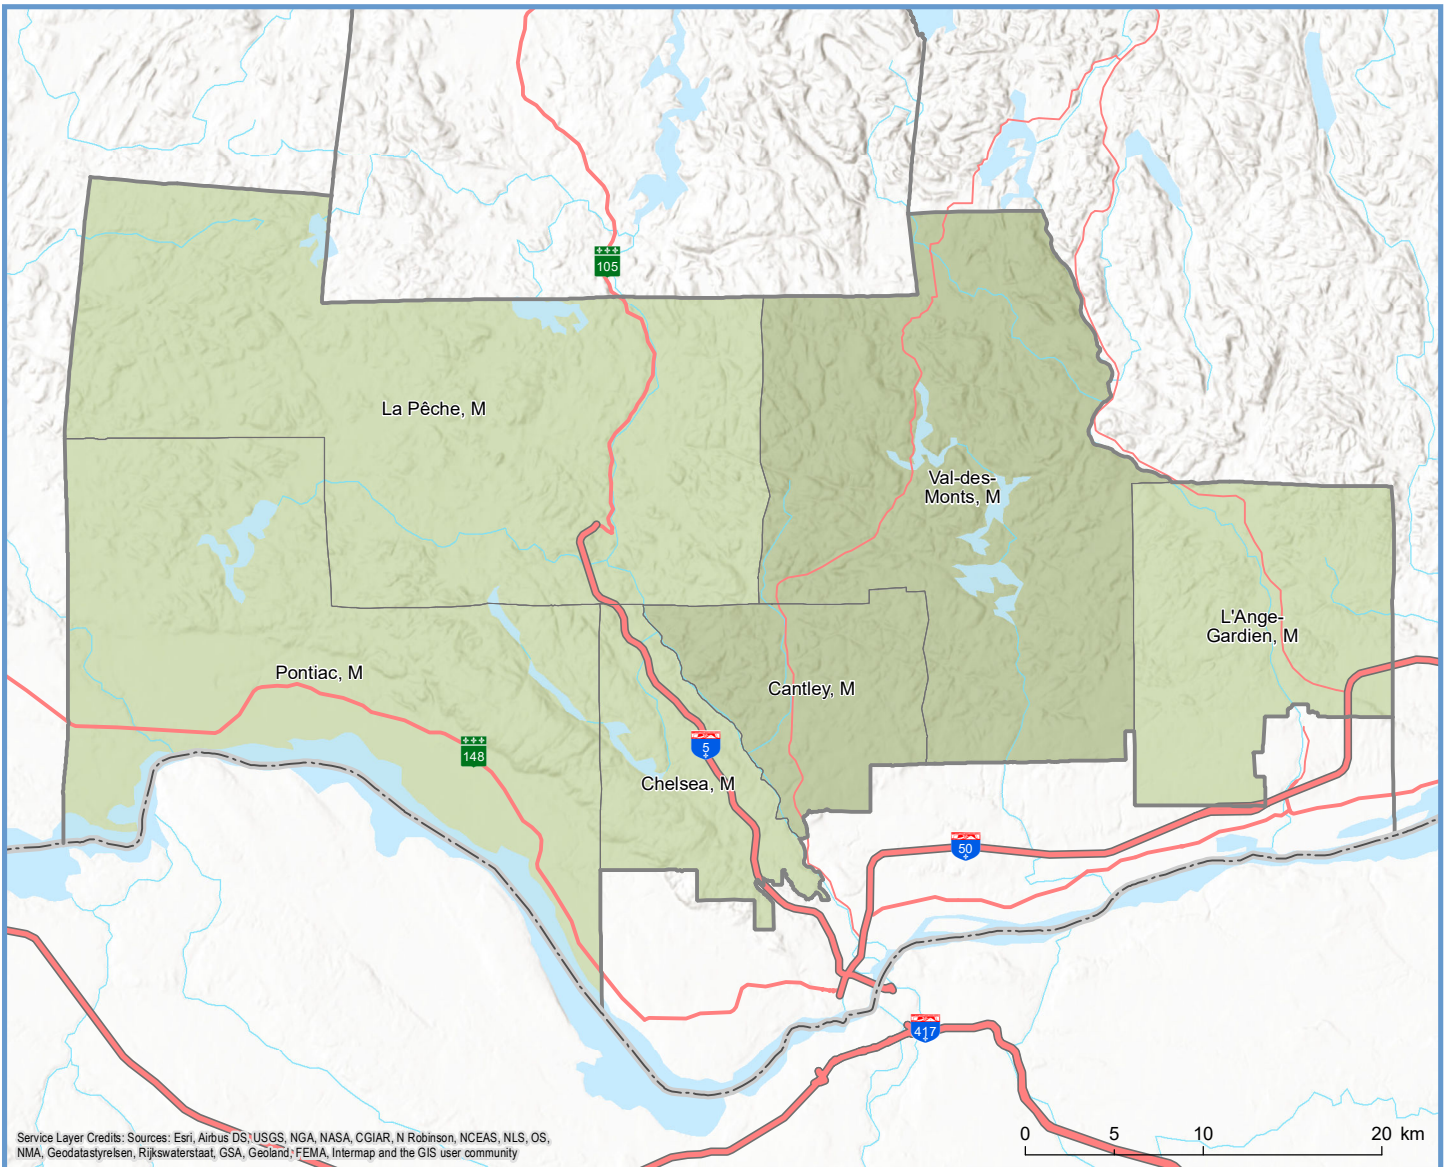 105
La Pêche, M
Val-des-
Monts, M
L'Ange-
Gardien, M
Pontiac, M
Cantley, M
148
5
Chelsea, M
50
417
0 5 10 20 km
Service Layer Credits: Sources: Esri, Airbus DS, USGS, NGA, NASA, CGIAR, N Robinson, NCEAS, NLS, OS,
NMA, Geodatastyrelsen, Rijkswaterstaat, GSA, Geoland, FEMA, Intermap and the GIS user community